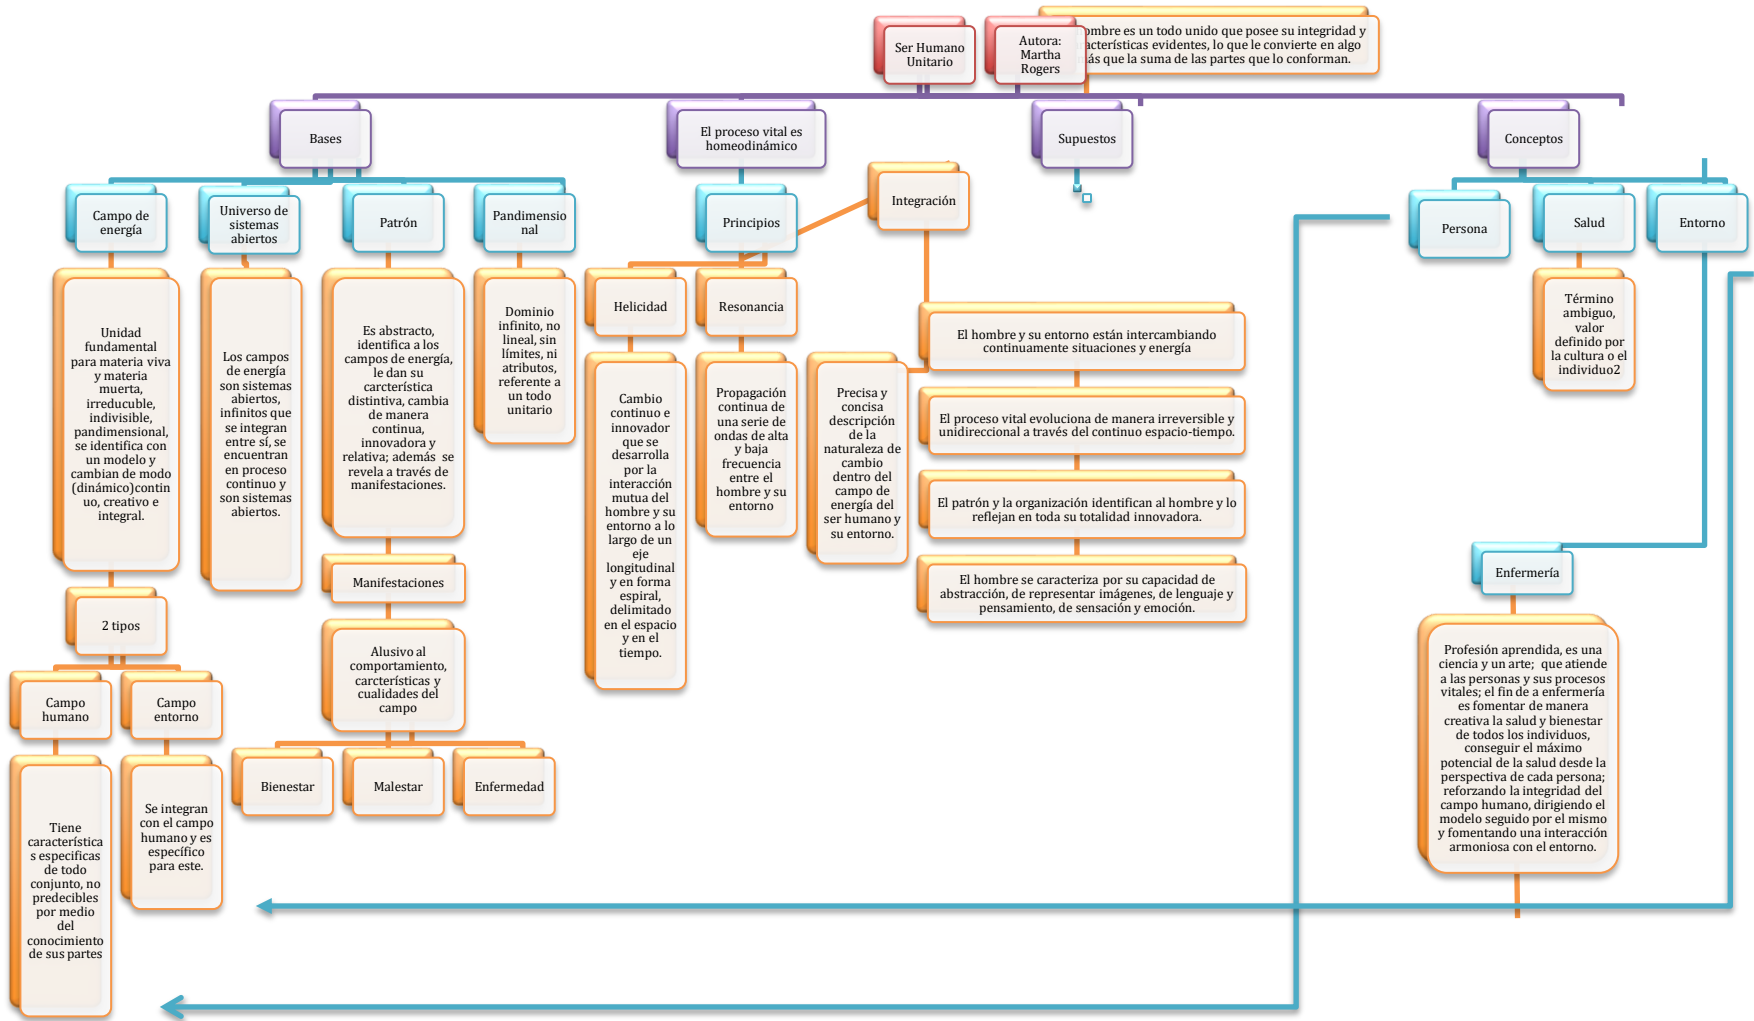 Ser Humano
Unitario
Autora:
Martha
Rogers
ombre es un todo unido que posee su integridad y
acterísticas evidentes, lo que le convierte en algo
ás que la suma de las partes que lo conforman.
Bases
El proceso vital es
homeodinámico
Supuestos
Conceptos
Campo de
energía
Universo de
sistemas
abiertos
Patrón
Pandimensio
nal
Principios
Integración
Persona
Salud
Entorno
Unidad
fundamental
para materia viva
y materia
muerta,
irreducuble,
indivisible,
pandimensional,
se identifica con
un modelo y
cambian de modo
(dinámico)contin
uo, creativo e
integral.
Los campos
de energía
son sistemas
abiertos,
infinitos que
se integran
entre sí, se
encuentran
en proceso
continuo y
son sistemas
abiertos.
Es abstracto,
identifica a los
campos de energía,
le dan su
carcterística
distintiva, cambia
de manera
continua,
innovadora y
relativa; además se
revela a través de
manifestaciones.
Dominio
infinito, no
lineal, sin
límites, ni
atributos,
referente a
un todo
unitario
Helicidad
Resonancia
Cambio
continuo e
innovador
que se
desarrolla
por la
interacción
mutua del
hombre y su
entorno a lo
largo de un
eje
longitudinal
y en forma
espiral,
delimitado
en el espacio
y en el
tiempo.
Propagación
continua de
una serie de
ondas de alta
y baja
frecuencia
entre el
hombre y su
entorno
Precisa y
concisa
descripción
de la
naturaleza de
cambio
dentro del
campo de
energía del
ser humano y
su entorno.
El hombre y su entorno están intercambiando
continuamente situaciones y energía
El proceso vital evoluciona de manera irreversible y
unidireccional a través del continuo espacio-tiempo.
El patrón y la organización identifican al hombre y lo
reflejan en toda su totalidad innovadora.
El hombre se caracteriza por su capacidad de
abstracción, de representar imágenes, de lenguaje y
pensamiento, de sensación y emoción.
Término
ambiguo,
valor
definido por
la cultura o el
individuo2
Enfermería
Profesión aprendida, es una
ciencia y un arte; que atiende
a las personas y sus procesos
vitales; el fin de a enfermería
es fomentar de manera
creativa la salud y bienestar
de todos los individuos,
conseguir el máximo
potencial de la salud desde la
perspectiva de cada persona;
reforzando la integridad del
campo humano, dirigiendo el
modelo seguido por el mismo
y fomentando una interacción
armoniosa con el entorno.
Manifestaciones
Alusivo al
comportamiento,
carcterísticas y
cualidades del
campo
Bienestar
Malestar
Enfermedad
2 tipos
Campo
humano
Campo
entorno
Tiene
característica
s especificas
de todo
conjunto, no
predecibles
por medio
del
conocimiento
de sus partes
Se integran
con el campo
humano y es
específico
para este.